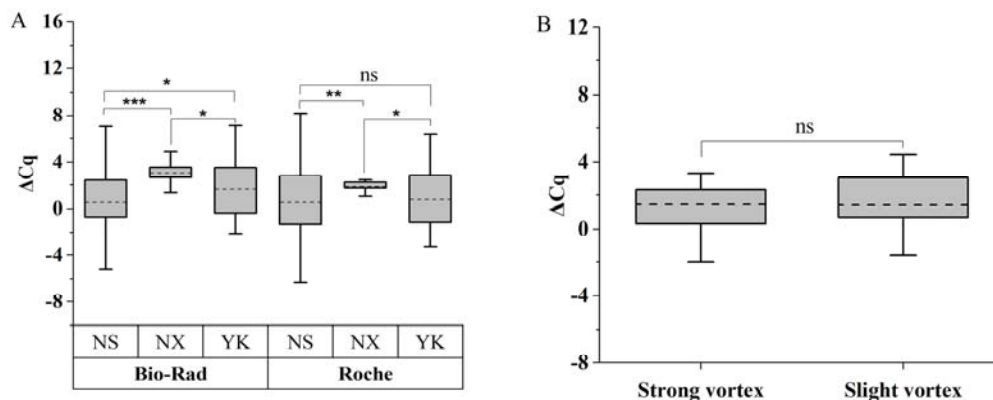 A
ΔCq
16
12
8
4
0
-4
-8
*
***
*
ns
**
*
NS NX YK NS NX YK
Bio-Rad Roche
B
ΔCq
12
8
4
0
-4
-8
ns
Strong vortex Slight vortex